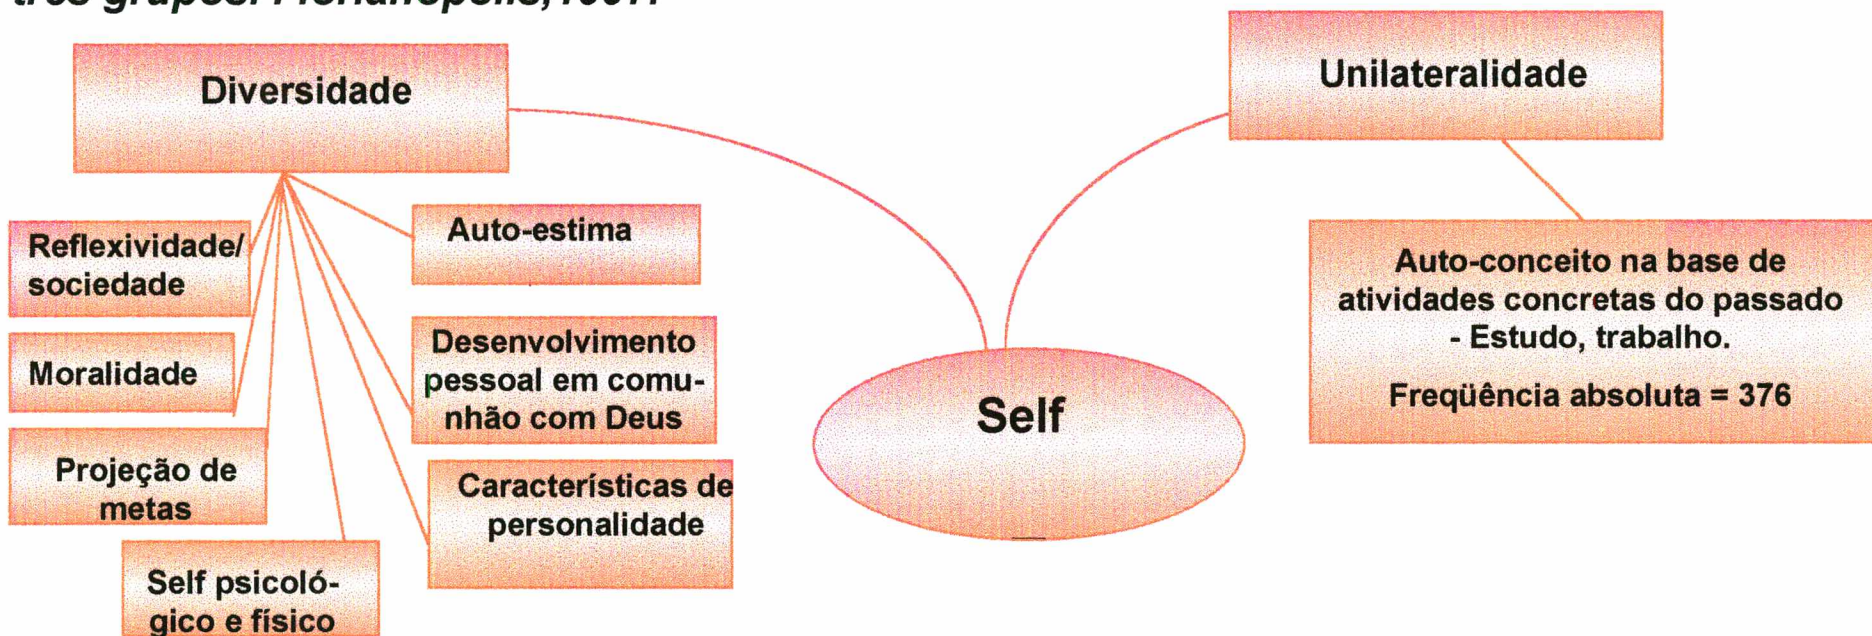 Diversidade
Reflexividade/
sociedade
Moralidade
Projeção de
metas
Self psicoló-
gico e físico
Auto-estima
Desenvolvimento
pessoal em comu-
nhão com Deus
Características de
personalidade
Self
Unilateralidade
Auto-conceito na base de
atividades concretas do passado
- Estudo, trabalho.
Freqüência absoluta = 376